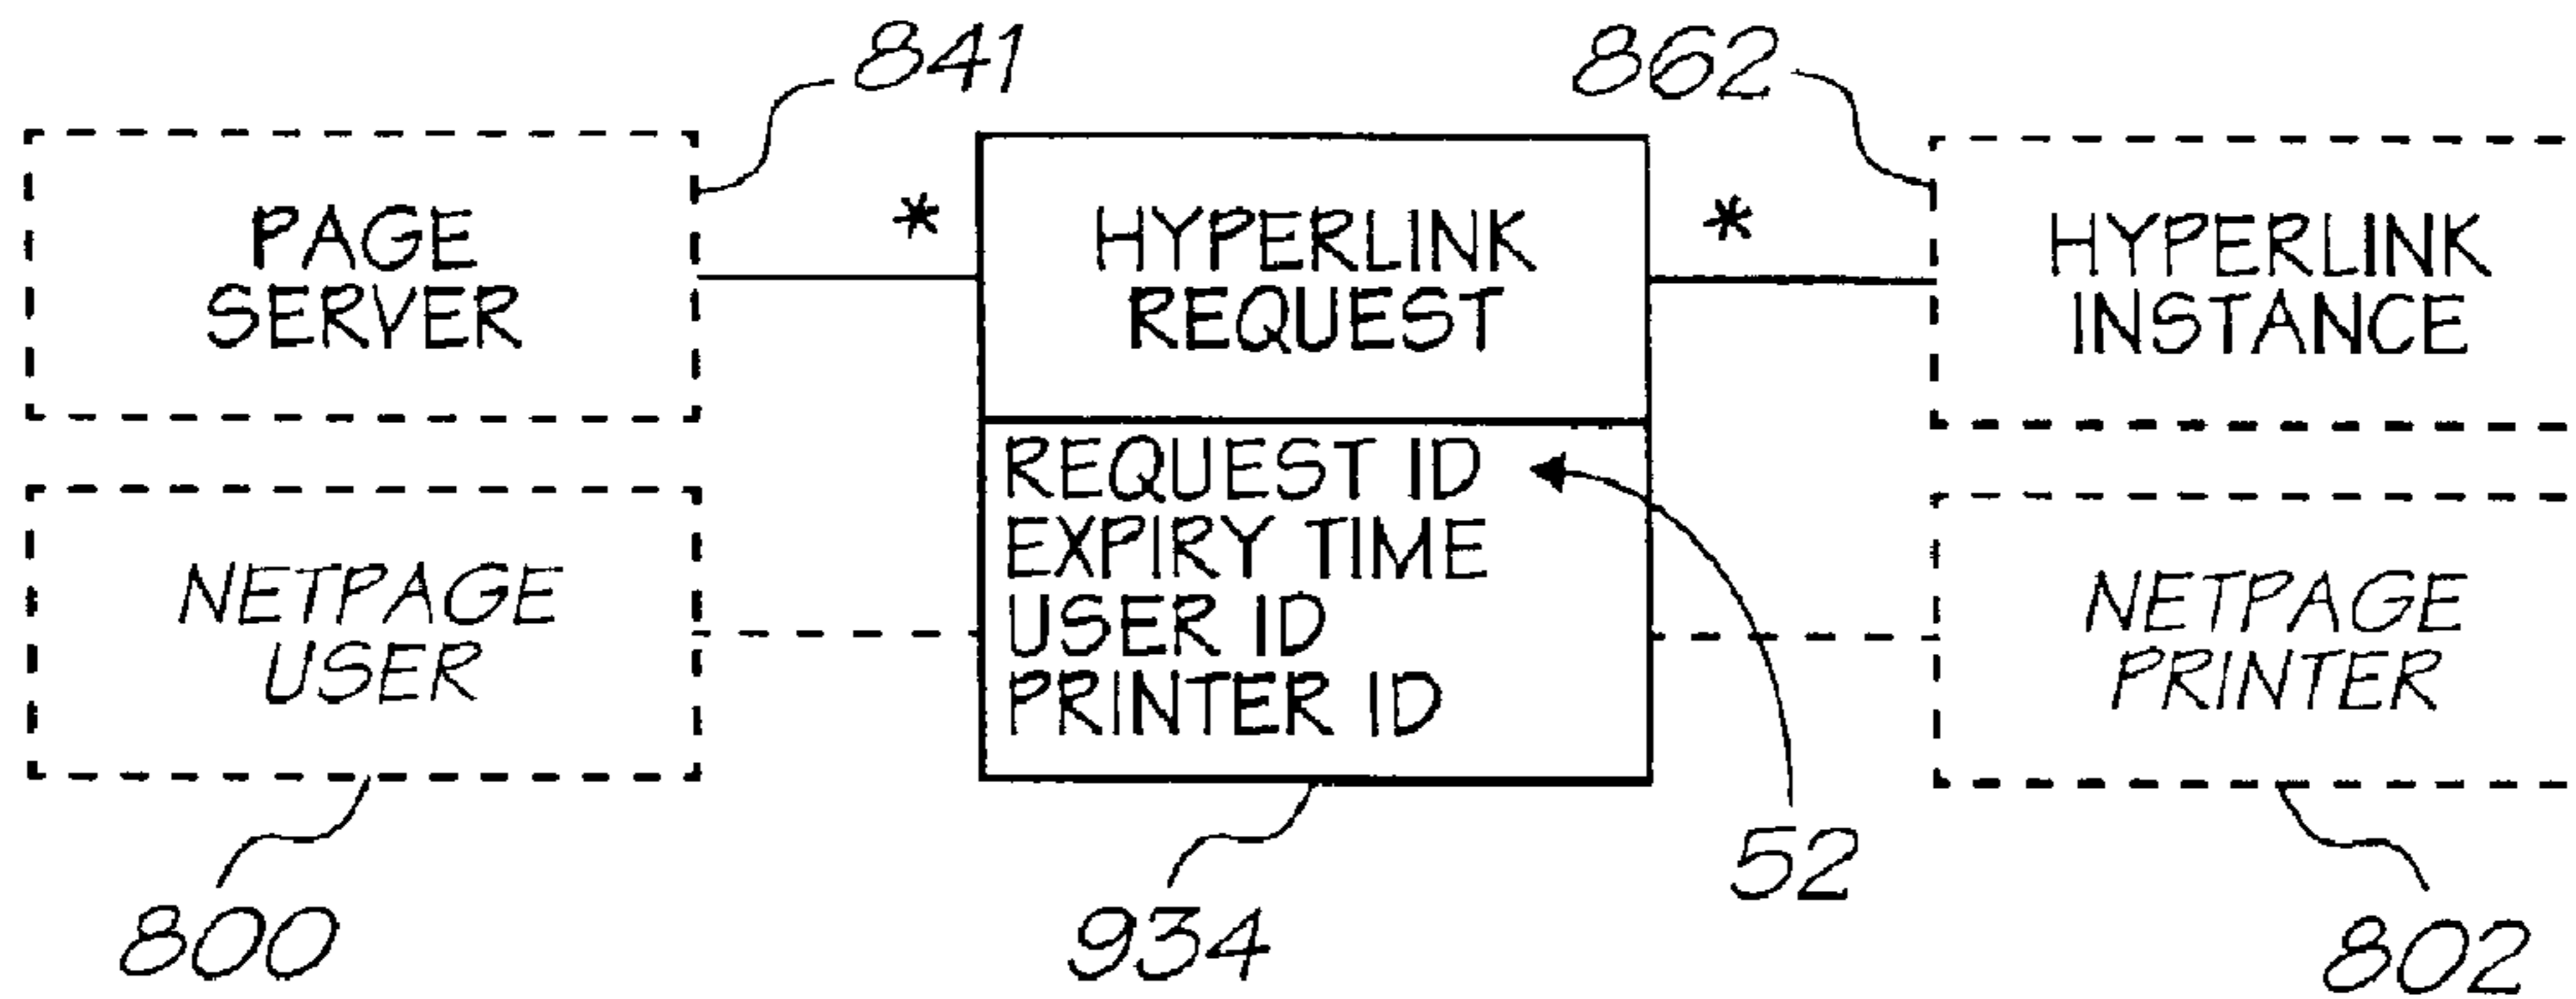 841
862
PAGE
SERVER
*
HYPERLINK
REQUEST
*
HYPERLINK
INSTANCE
REQUEST ID
EXPIRY TIME
USER ID
PRINTER ID
NETPAGE
USER
NETPAGE
PRINTER
52
800
934
802